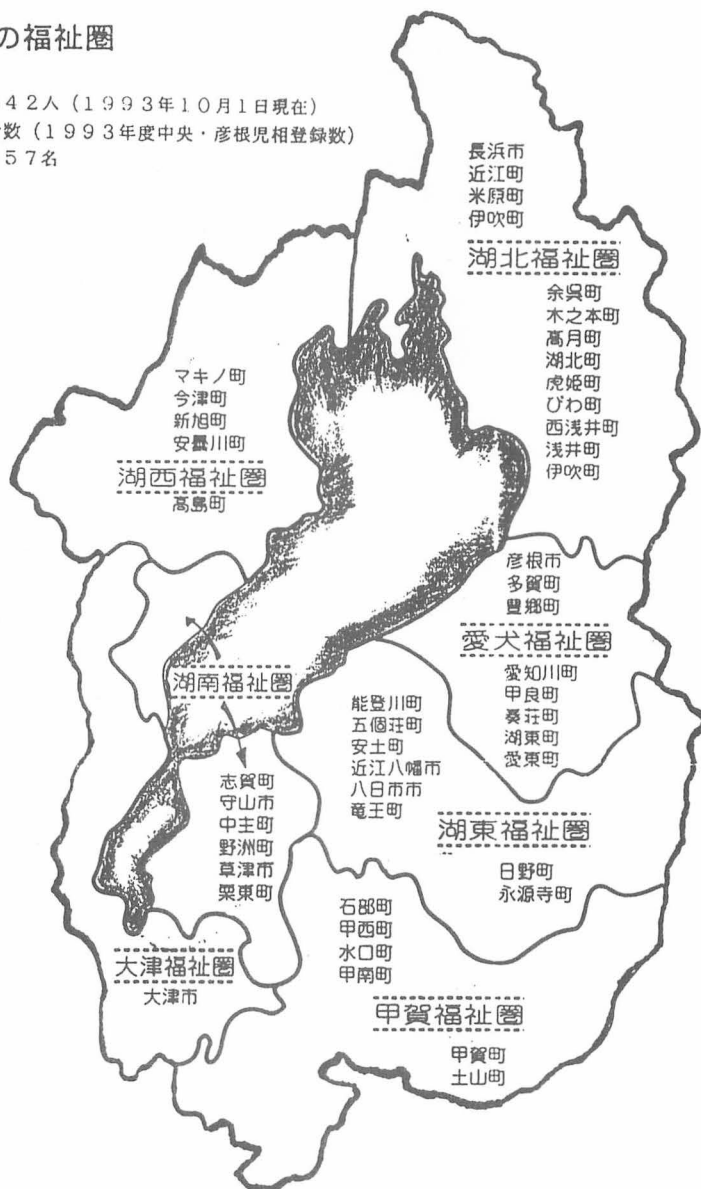 の福祉圏
42人（1993年10月1日現在）
数（1993年度中央・彦根児相登録数）
57名
長浜市
近江町
米原町
伊吹町
湖北福祉圏
余呉町
木之本町
髙月町
湖北町
虎姫町
びわ町
西浅井町
浅井町
伊吹町
マキノ町
今津町
新旭町
安曇川町
湖西福祉圏
髙島町
彦根市
多賀町
豊郷町
愛犬福祉圏
愛知川町
甲良町
秦荘町
湖東町
愛東町
湖南福祉圏
志賀町
守山市
中主町
野洲町
草津市
栗東町
能登川町
五個荘町
安土町
近江八幡市
八日市市
竜王町
湖東福祉圏
日野町
永源寺町
大津福祉圏
大津市
石部町
甲西町
水口町
甲南町
甲賀福祉圏
甲賀町
土山町